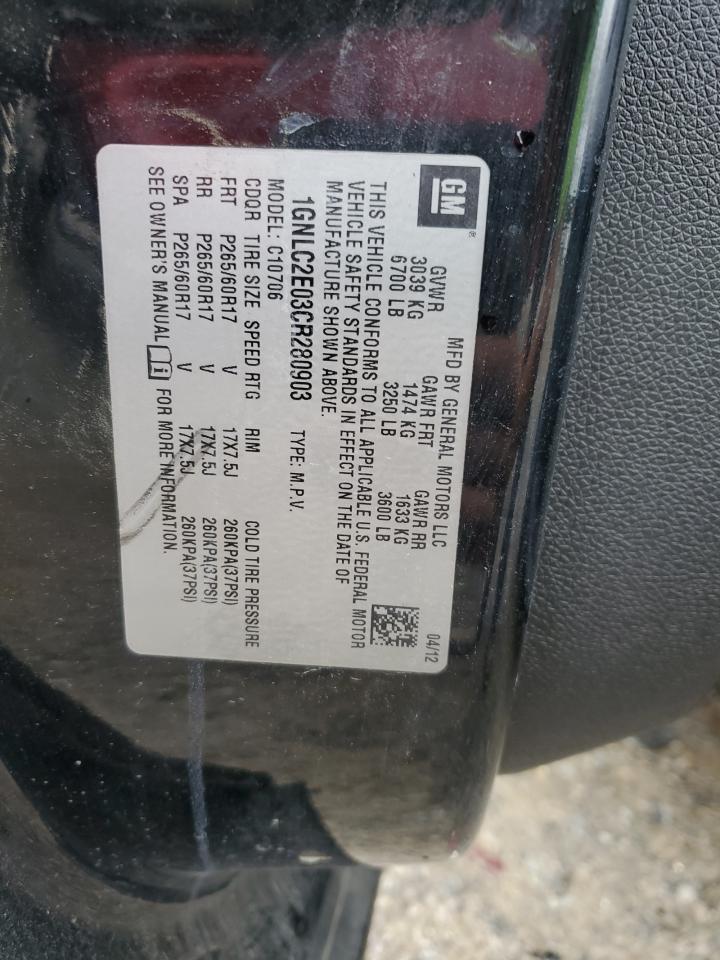 GM®
MFD BY GENERAL MOTORS LLC 04/12
GVWR GAWR FRT GAWR RR
3039 KG 1474 KG 1633 KG
6700 LB 3250 LB 3600 LB
THIS VEHICLE CONFORMS TO ALL APPLICABLE U.S. FEDERAL MOTOR
VEHICLE SAFETY STANDARDS IN EFFECT ON THE DATE OF
MANUFACTURE SHOWN ABOVE.
1GNLC2E03CR280903 TYPE: M.P.V.
MODEL: C10706
CDQR TIRE SIZE SPEED RTG RIM COLD TIRE PRESSURE
FRT P265/60R17 V 17X7.5J 260KPA(37PSI)
RR P265/60R17 V 17X7.5J 260KPA(37PSI)
SPA P265/60R17 V 17X7.5J 260KPA(37PSI)
SEE OWNER'S MANUAL i FOR MORE INFORMATION.